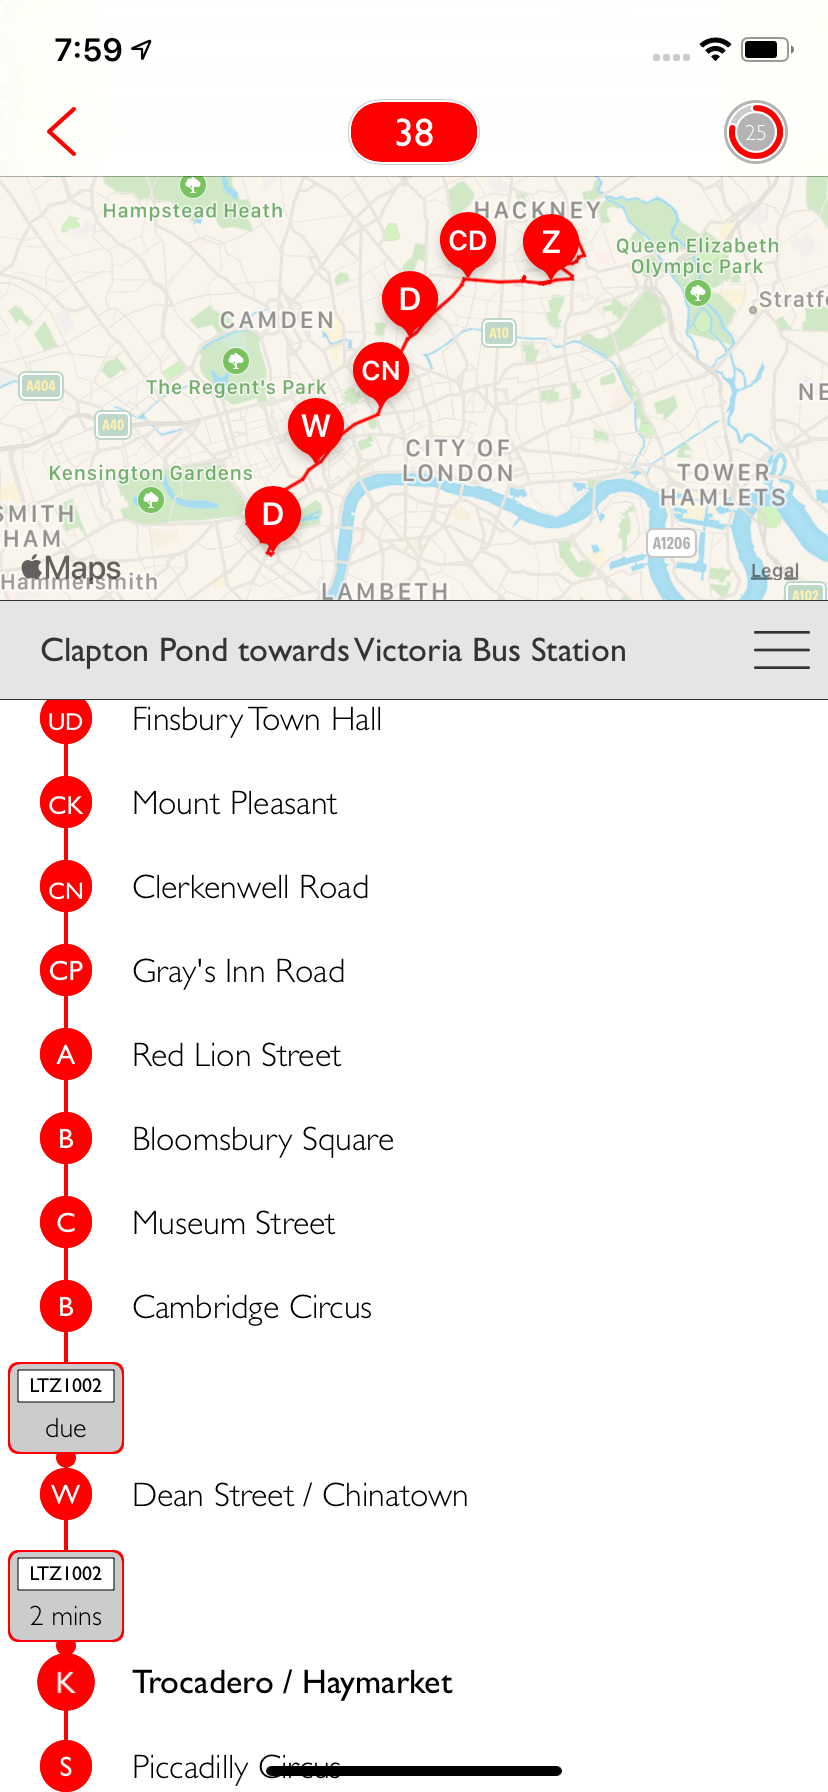 7:59
38
25
Hampstead Heath
HACKNEY
CD
Z
Queen Elizabeth
Olympic Park
D
Stratf
CAMDEN
A10
CN
A404
The Regent's Park
NE
A40
W
CITY OF
LONDON
Kensington Gardens
TOWER
HAMLETS
D
SMITH
HAM
A1206
Maps
Legal
Hammersmith
LAMBETH
A102
Clapton Pond towards Victoria Bus Station
UD Finsbury Town Hall
CK Mount Pleasant
CN Clerkenwell Road
CP Gray's Inn Road
A Red Lion Street
B Bloomsbury Square
C Museum Street
B Cambridge Circus
LTZ1002
due
W Dean Street / Chinatown
LTZ1002
2 mins
K Trocadero / Haymarket
S Piccadilly Circus